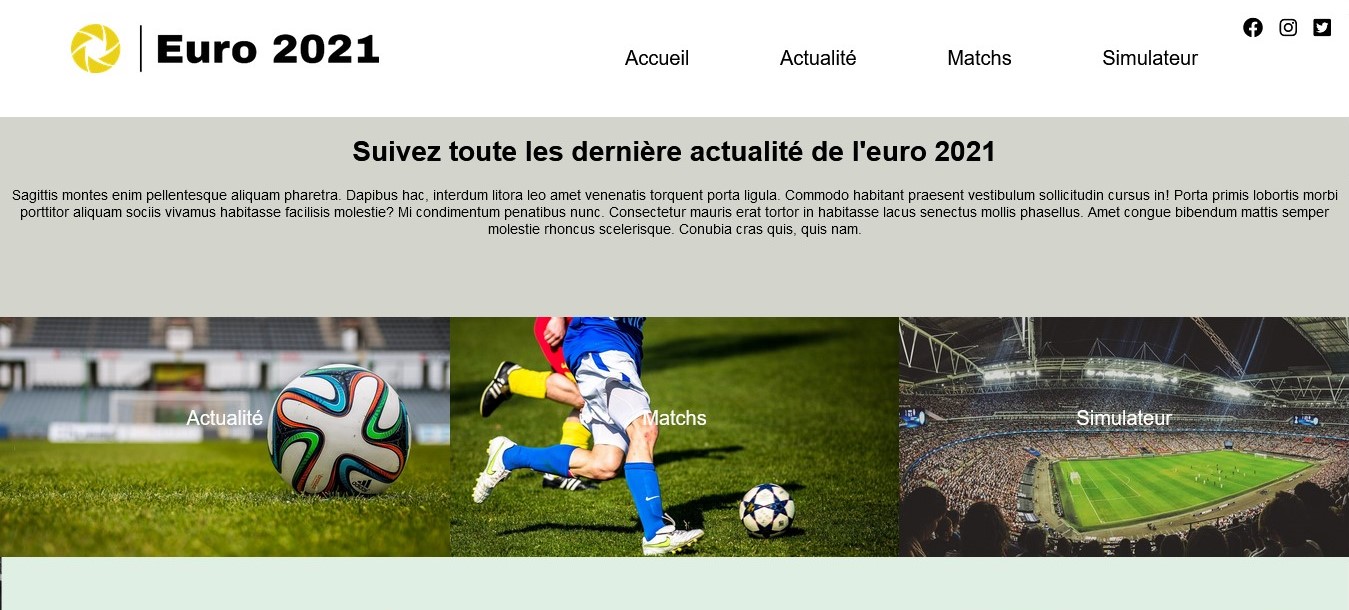 Euro 2021
Accueil Actualité Matchs Simulateur
Suivez toute les dernière actualité de l'euro 2021
Sagittis montes enim pellentesque aliquam pharetra. Dapibus hac, interdum litora leo amet venenatis torquent porta ligula. Commodo habitant praesent vestibulum sollicitudin cursus in! Porta primis lobortis morbi
porttitor aliquam sociis vivamus habitasse facilisis molestie? Mi condimentum penatibus nunc. Consectetur mauris erat tortor in habitasse lacus senectus mollis phasellus. Amet congue bibendum mattis semper
molestie rhoncus scelerisque. Conubia cras quis, quis nam.
Actualité Matchs Simulateur